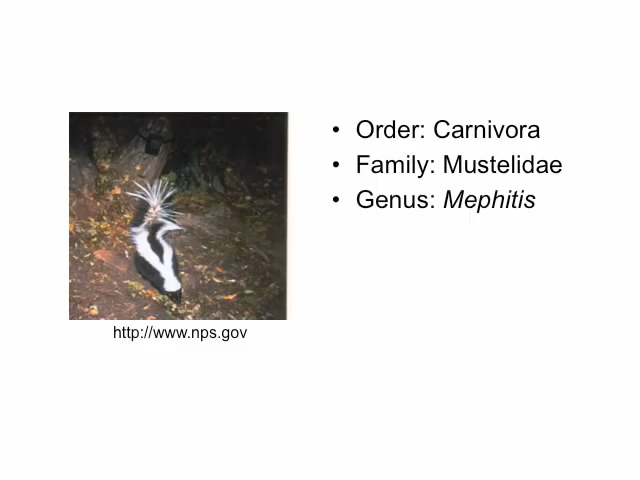 • Order: Carnivora
• Family: Mustelidae
• Genus: Mephitis
http://www.nps.gov